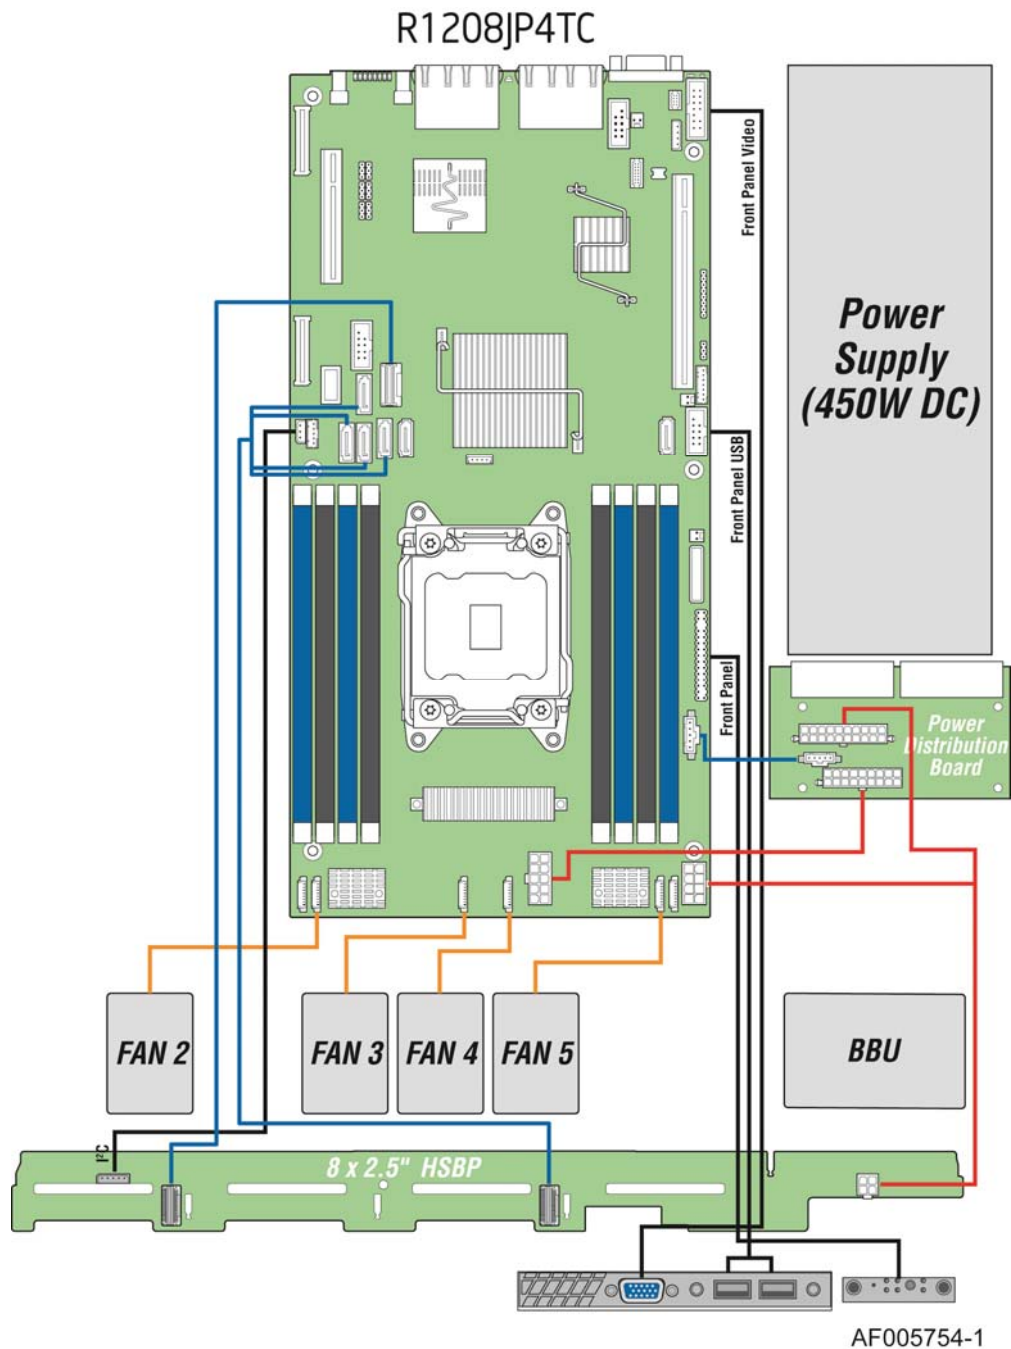 R1208JP4TC
Front Panel Video
Power
Supply
(450W DC)
Front Panel USB
Front Panel
Power
Distribution
Board
FAN 2
FAN 3
FAN 4
FAN 5
BBU
I²C
8 x 2.5" HSBP
AF005754-1